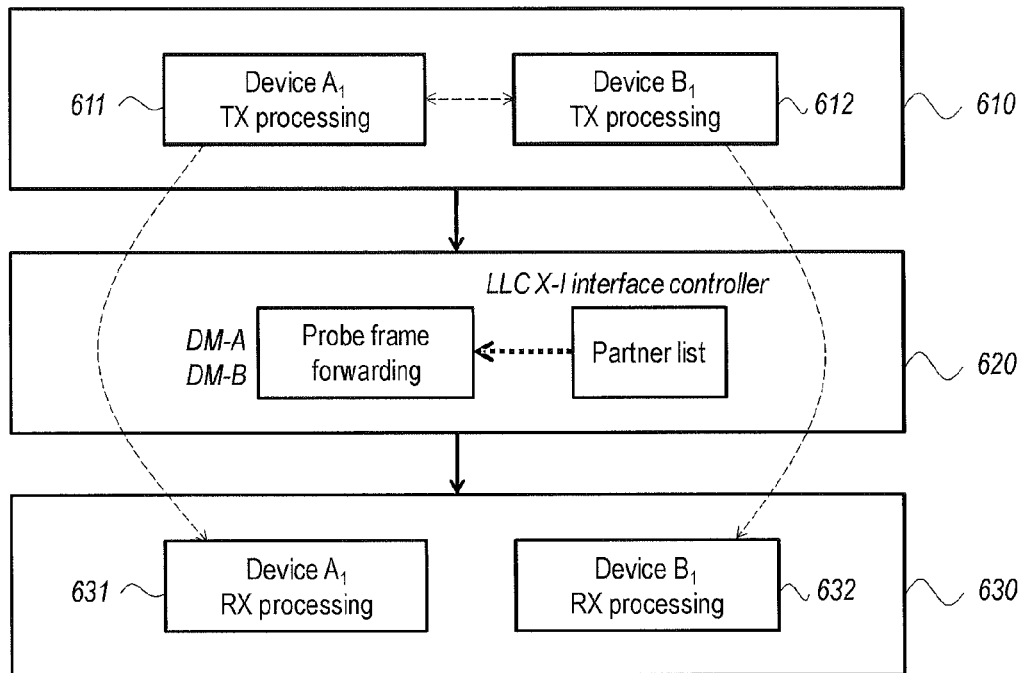 Device A₁
TX processing
Device B₁
TX processing
611
612
610
LLC X-I interface controller
DM-A
DM-B
Probe frame
forwarding
Partner list
620
Device A₁
RX processing
Device B₁
RX processing
631
632
630